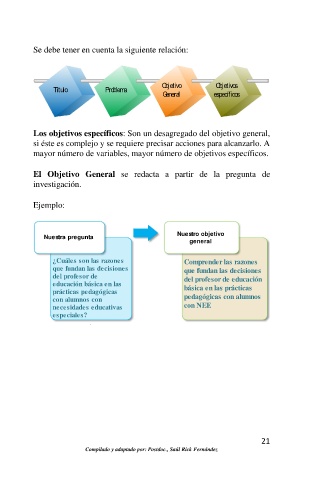 Se debe tener en cuenta la siguiente relación:
Título
Problema
Objetivo
General
Objetivos
específicos
Los objetivos específicos: Son un desagregado del objetivo general,
si éste es complejo y se requiere precisar acciones para alcanzarlo. A
mayor número de variables, mayor número de objetivos específicos.
El Objetivo General se redacta a partir de la pregunta de
investigación.
Ejemplo:
Nuestra pregunta
¿Cuáles son las razones
que fundan las decisiones
del profesor de
educación básica en las
prácticas pedagógicas
con alumnos con
necesidades educativas
especiales?
Nuestro objetivo
general
Comprender las razones
que fundan las decisiones
del profesor de educación
básica en las prácticas
pedagógicas con alumnos
con NEE
21
Compilado y adaptado por: Postdoc., Saúl Rick Fernández